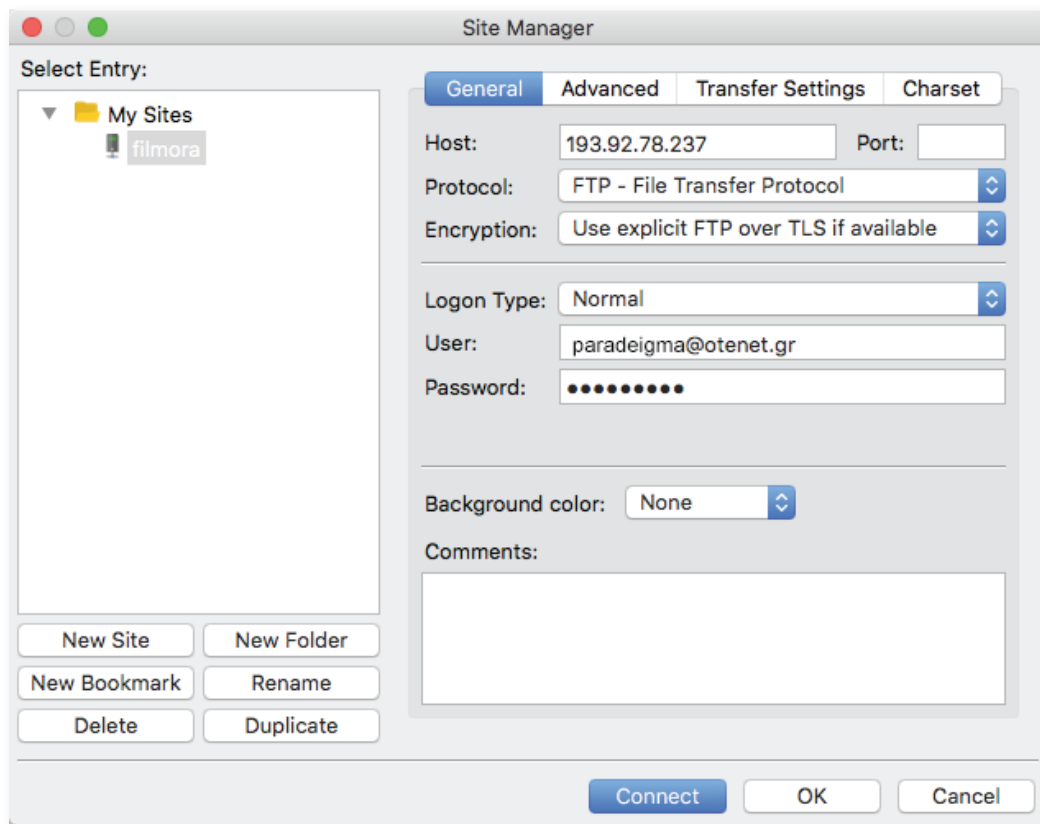 Site Manager
Select Entry:
My Sites
filmora
New Site
New Folder
New Bookmark
Rename
Delete
Duplicate
General
Advanced
Transfer Settings
Charset
Host:
193.92.78.237
Port:
Protocol:
FTP - File Transfer Protocol
Encryption:
Use explicit FTP over TLS if available
Logon Type:
Normal
User:
paradeigma@otenet.gr
Password:
•••••••••
Background color:
None
Comments:
Connect
OK
Cancel